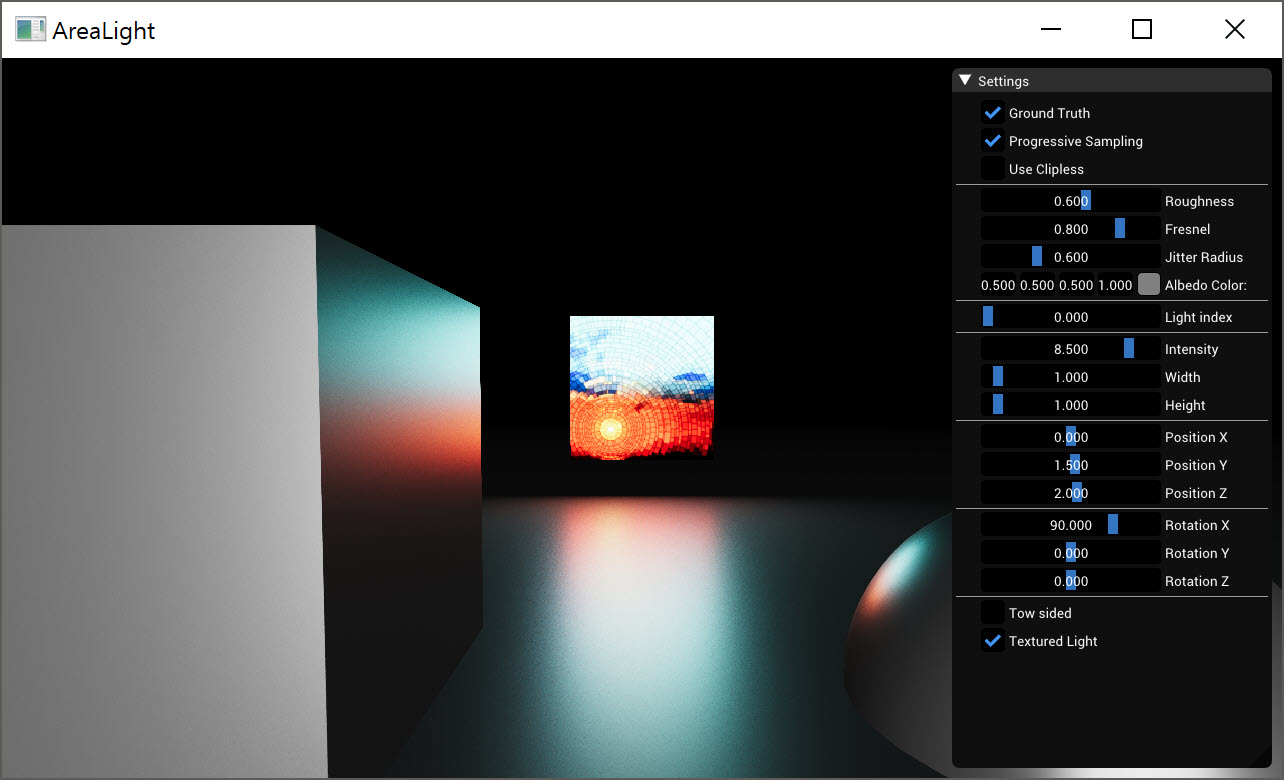 AreaLight
Settings
Ground Truth
Progressive Sampling
Use Clipless
0.600 Roughness
0.800 Fresnel
0.600 Jitter Radius
0.500 0.500 0.500 1.000 Albedo Color:
0.000 Light index
8.500 Intensity
1.000 Width
1.000 Height
0.000 Position X
1.500 Position Y
2.000 Position Z
90.000 Rotation X
0.000 Rotation Y
0.000 Rotation Z
Tow sided
Textured Light